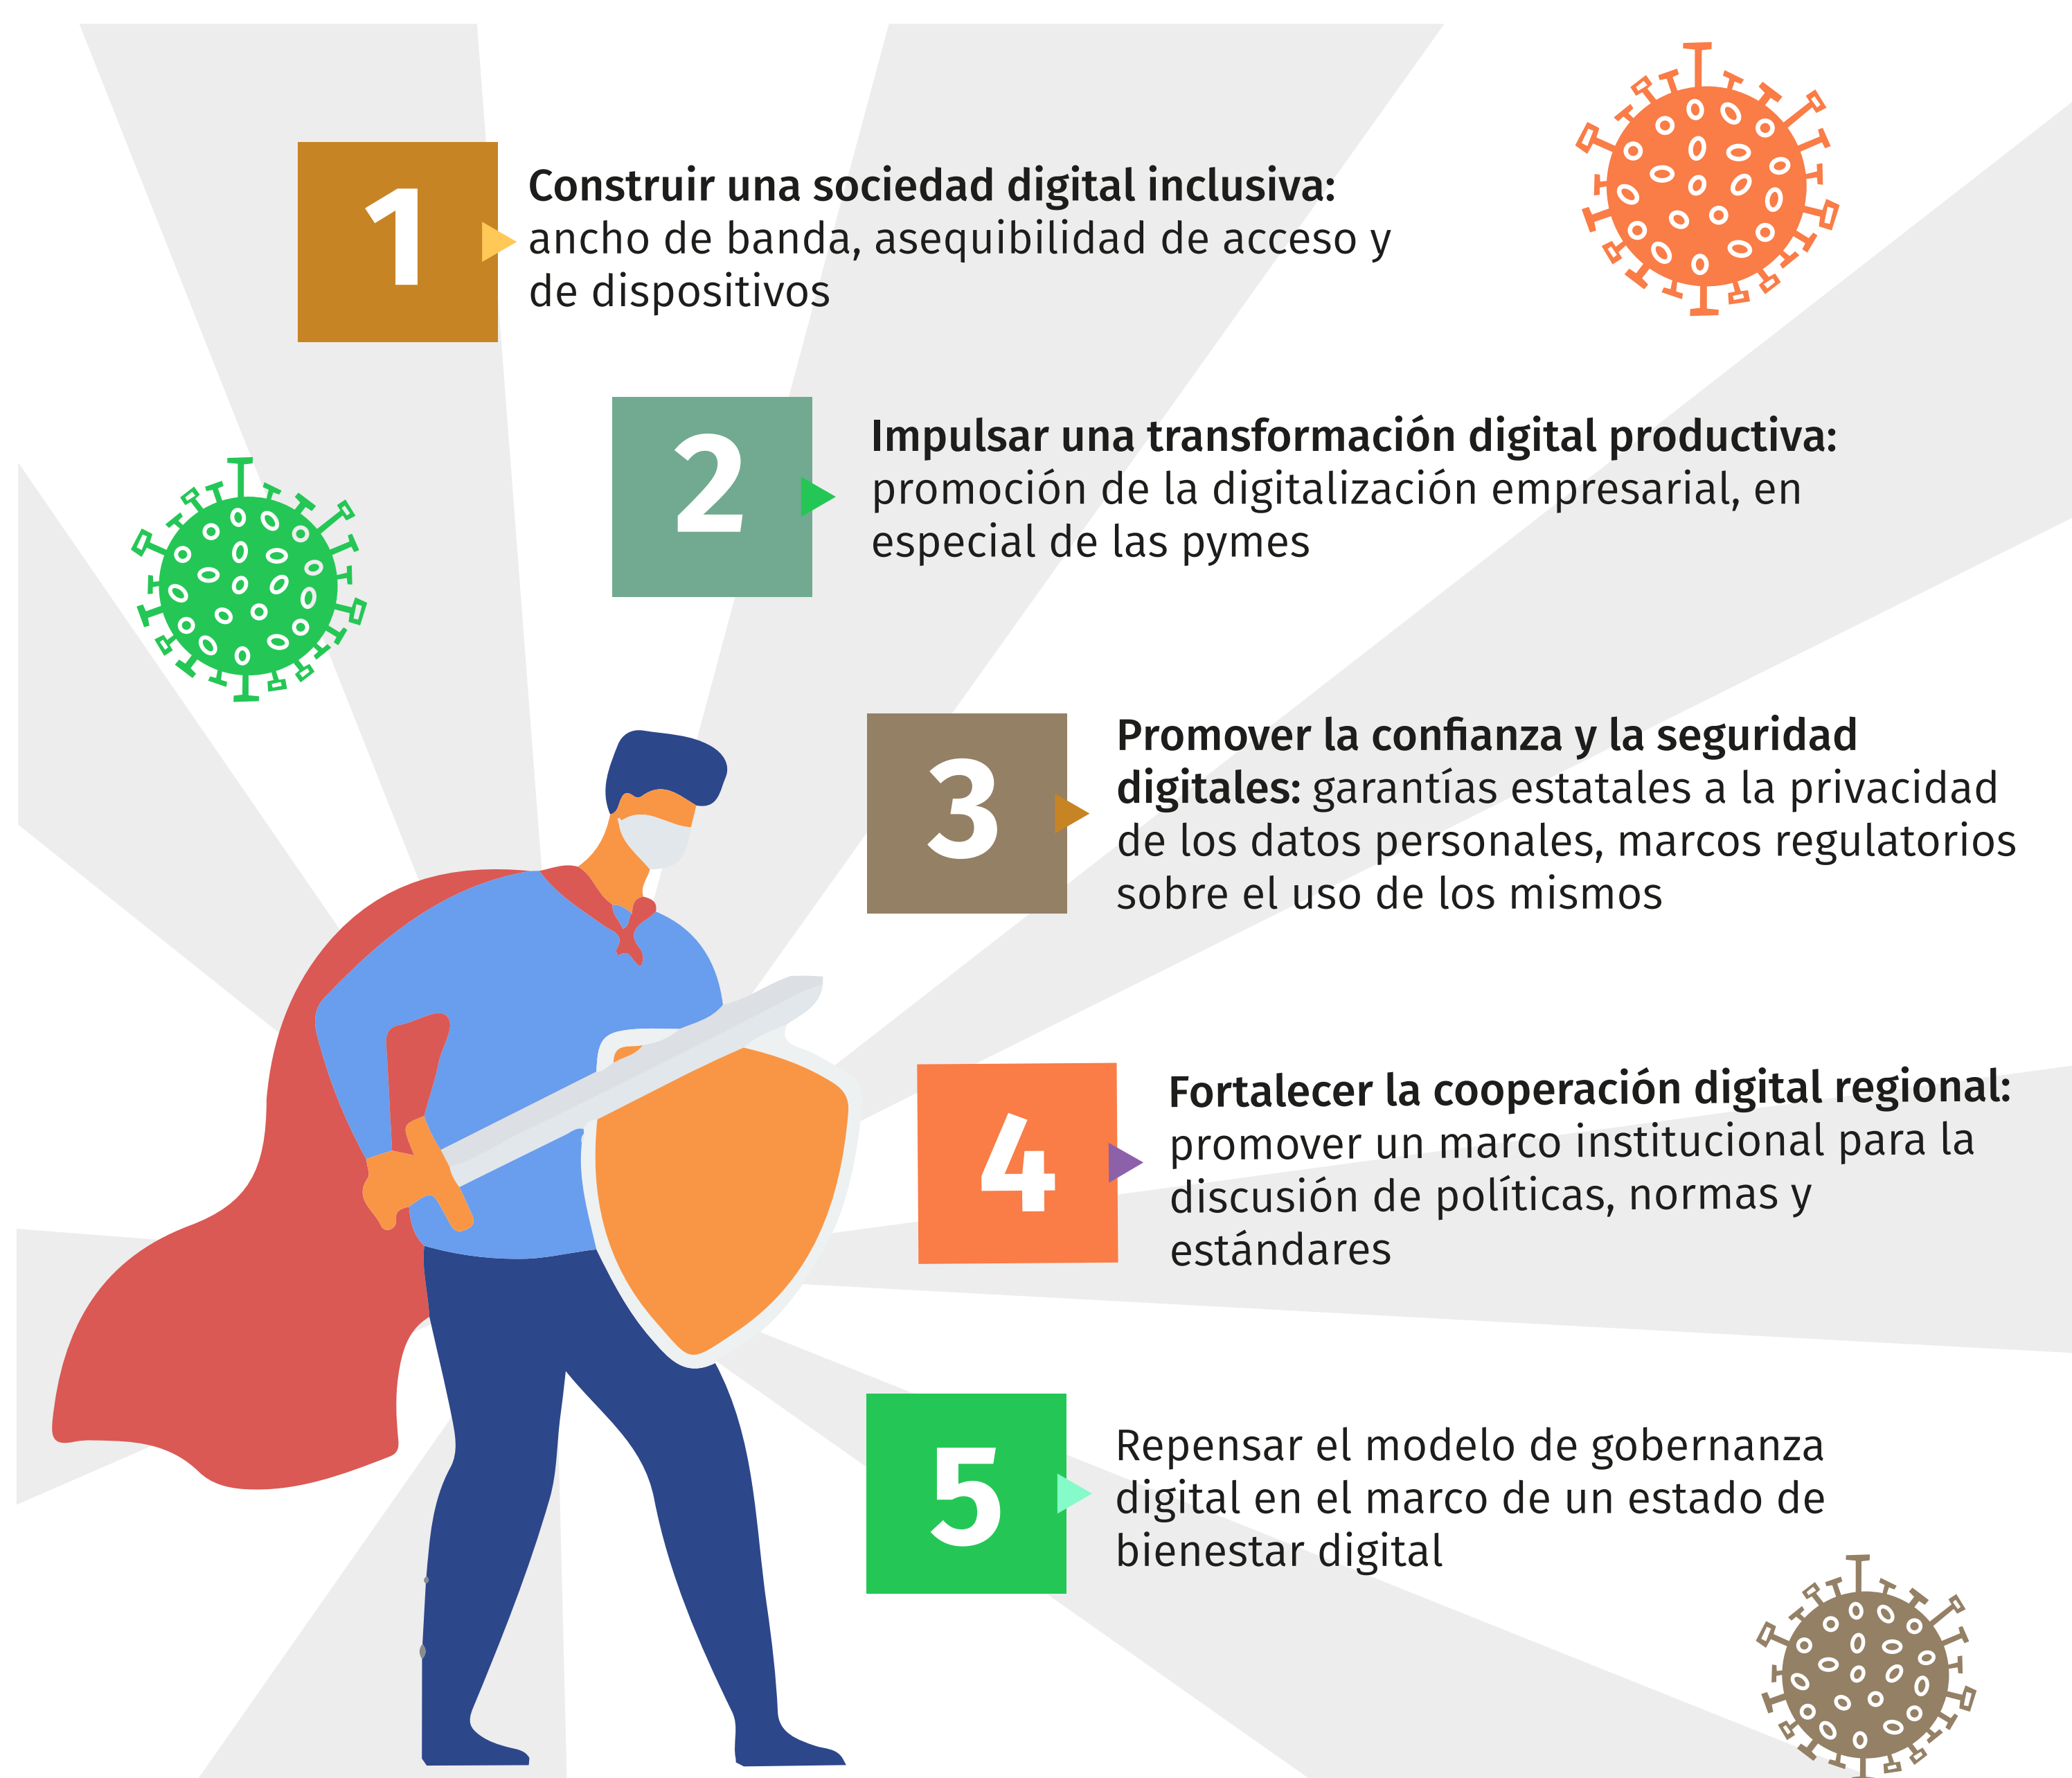 1
Construir una sociedad digital inclusiva:
ancho de banda, asequibilidad de acceso y
de dispositivos
2
Impulsar una transformación digital productiva:
promoción de la digitalización empresarial, en
especial de las pymes
3
Promover la confianza y la seguridad
digitales: garantías estatales a la privacidad
de los datos personales, marcos regulatorios
sobre el uso de los mismos
4
Fortalecer la cooperación digital regional:
promover un marco institucional para la
discusión de políticas, normas y
estándares
5
Repensar el modelo de gobernanza
digital en el marco de un estado de
bienestar digital